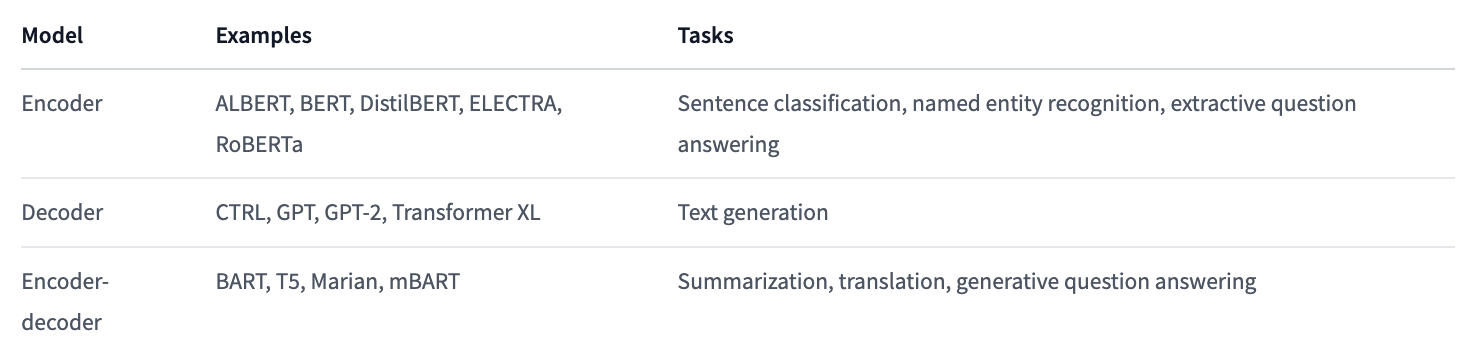 Model Examples Tasks
Encoder ALBERT, BERT, DistilBERT, ELECTRA, Sentence classification, named entity recognition, extractive question
RoBERTa answering
Decoder CTRL, GPT, GPT-2, Transformer XL Text generation
Encoder- BART, T5, Marian, mBART Summarization, translation, generative question answering
decoder